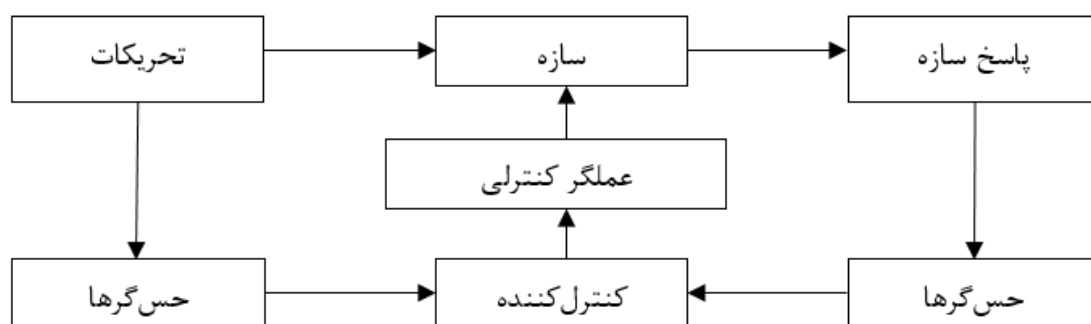 تحریکات
سازه
پاسخ سازه
عملگر کنترلی
حس‌گرها
کنترل‌کننده
حس‌گرها